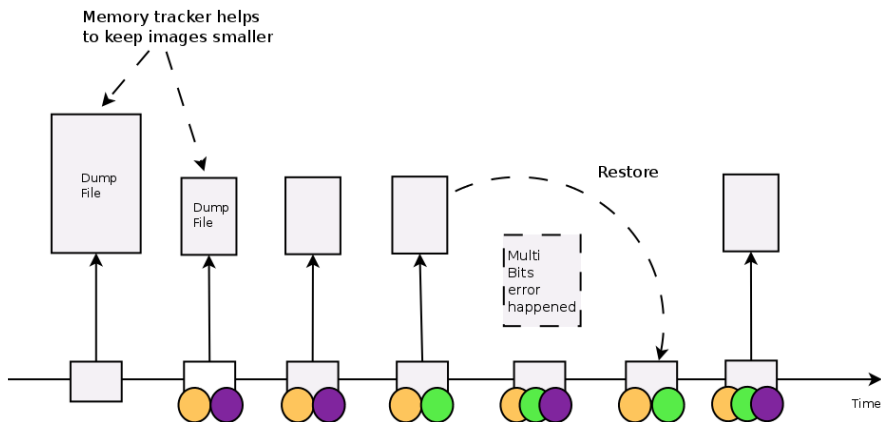 Memory tracker helps
to keep images smaller
Dump
File
Dump
File
Restore
Multi
Bits
error
happened
Time